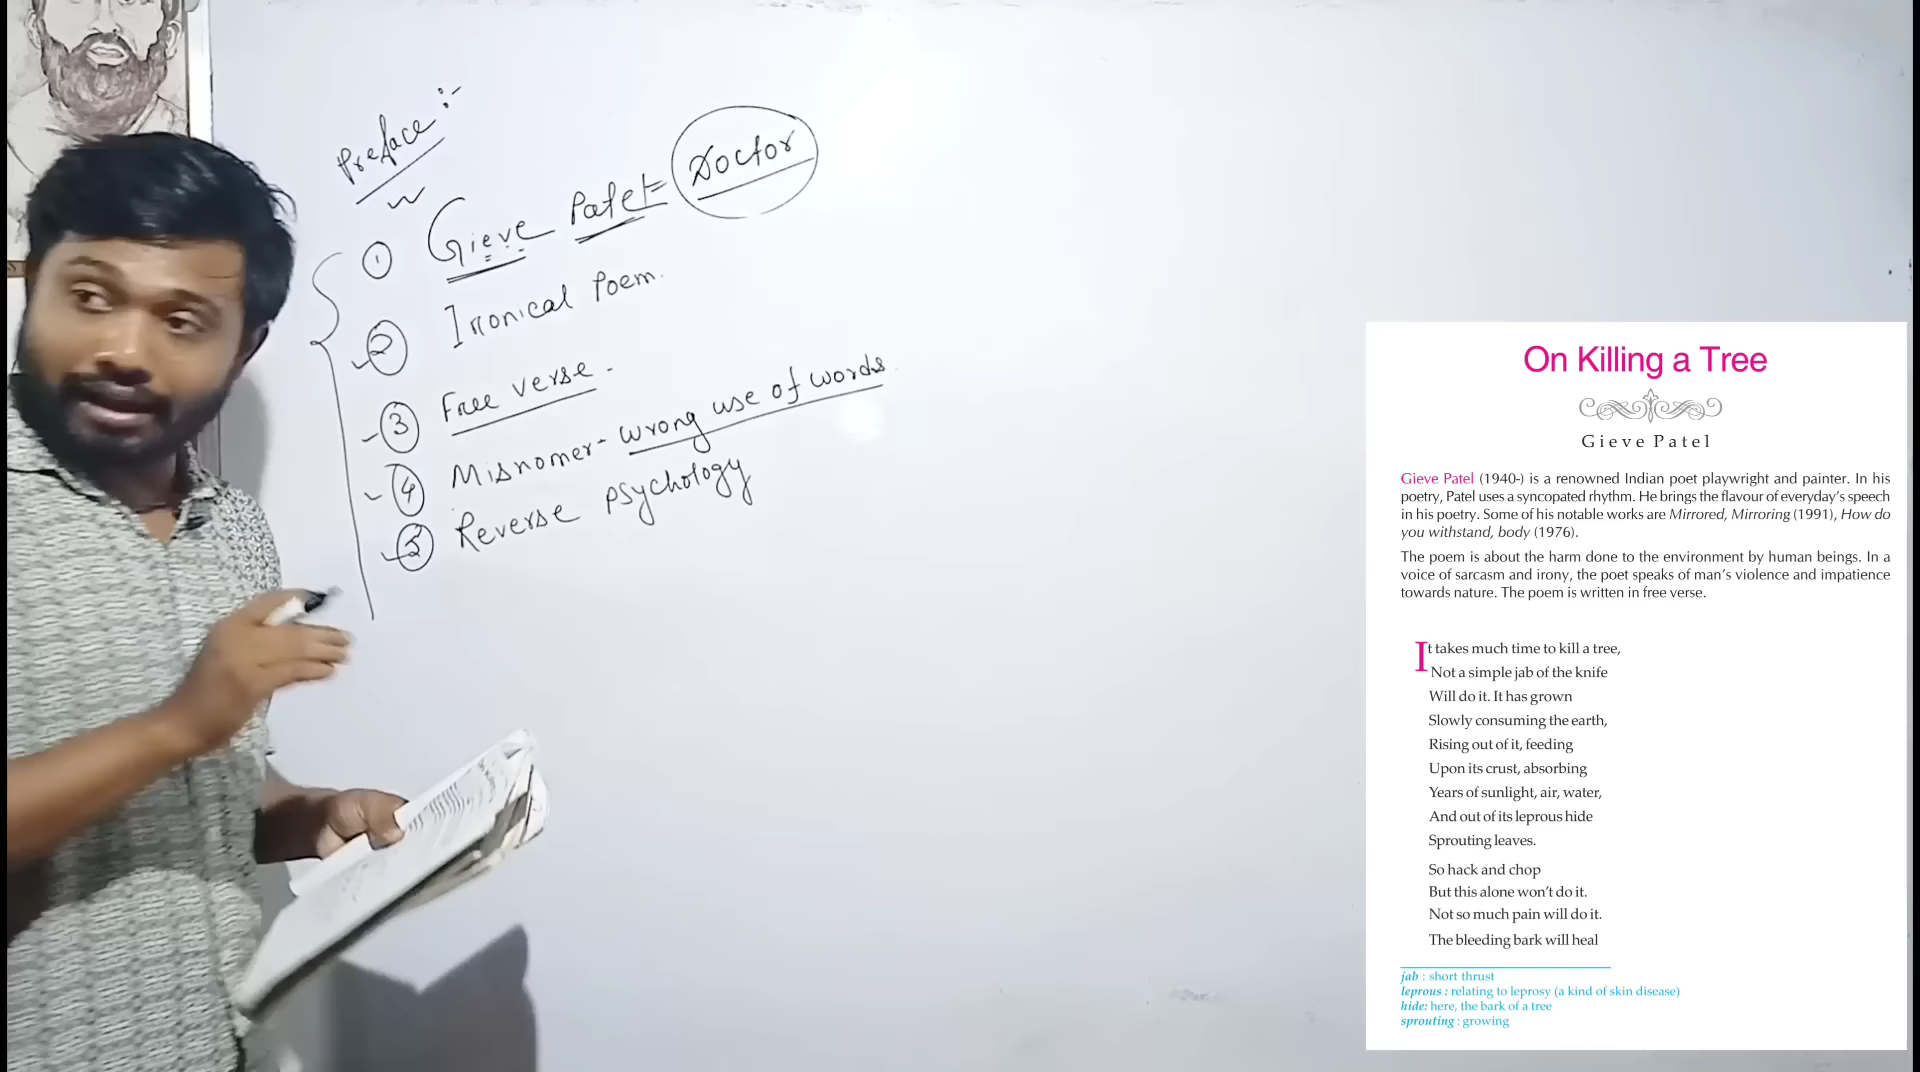 Preface :-
① Gieve Patel = Doctor
② Ironical Poem.
③ Free verse.
④ Misnomer - wrong use of words.
⑤ Reverse psychology
On Killing a Tree
Gieve Patel
Gieve Patel (1940-) is a renowned Indian poet playwright and painter. In his
poetry, Patel uses a syncopated rhythm. He brings the flavour of everyday's speech
in his poetry. Some of his notable works are Mirrored, Mirroring (1991), How do
you withstand, body (1976).
The poem is about the harm done to the environment by human beings. In a
voice of sarcasm and irony, the poet speaks of man's violence and impatience
towards nature. The poem is written in free verse.
It takes much time to kill a tree,
Not a simple jab of the knife
Will do it. It has grown
Slowly consuming the earth,
Rising out of it, feeding
Upon its crust, absorbing
Years of sunlight, air, water,
And out of its leprous hide
Sprouting leaves.
So hack and chop
But this alone won't do it.
Not so much pain will do it.
The bleeding bark will heal
jab : short thrust
leprous : relating to leprosy (a kind of skin disease)
hide: here, the bark of a tree
sprouting : growing